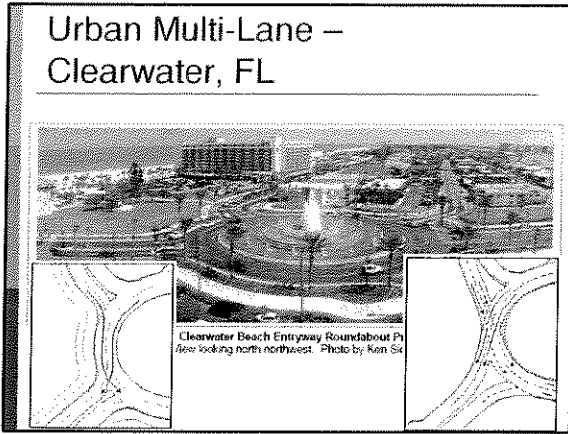 Urban Multi-Lane –
Clearwater, FL
Clearwater Beach Entryway Roundabout
View looking north northwest. Photo by Ken